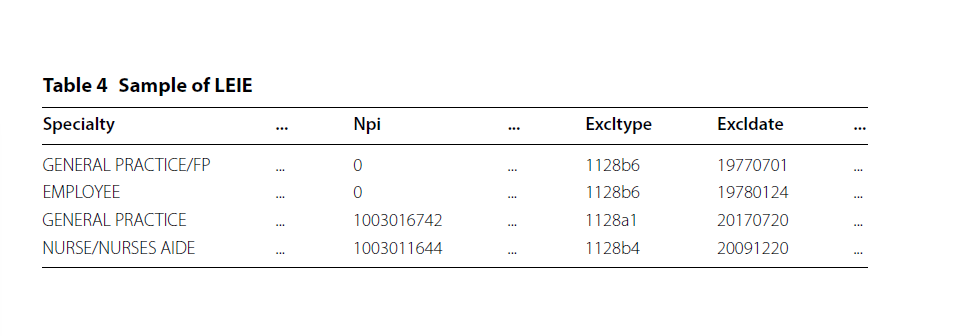 Table 4 Sample of LEIE
Specialty ... Npi ... Excltype Excldate ...
GENERAL PRACTICE/FP ... 0 ... 1128b6 19770701 ...
EMPLOYEE ... 0 ... 1128b6 19780124 ...
GENERAL PRACTICE ... 1003016742 ... 1128a1 20170720 ...
NURSE/NURSES AIDE ... 1003011644 ... 1128b4 20091220 ...